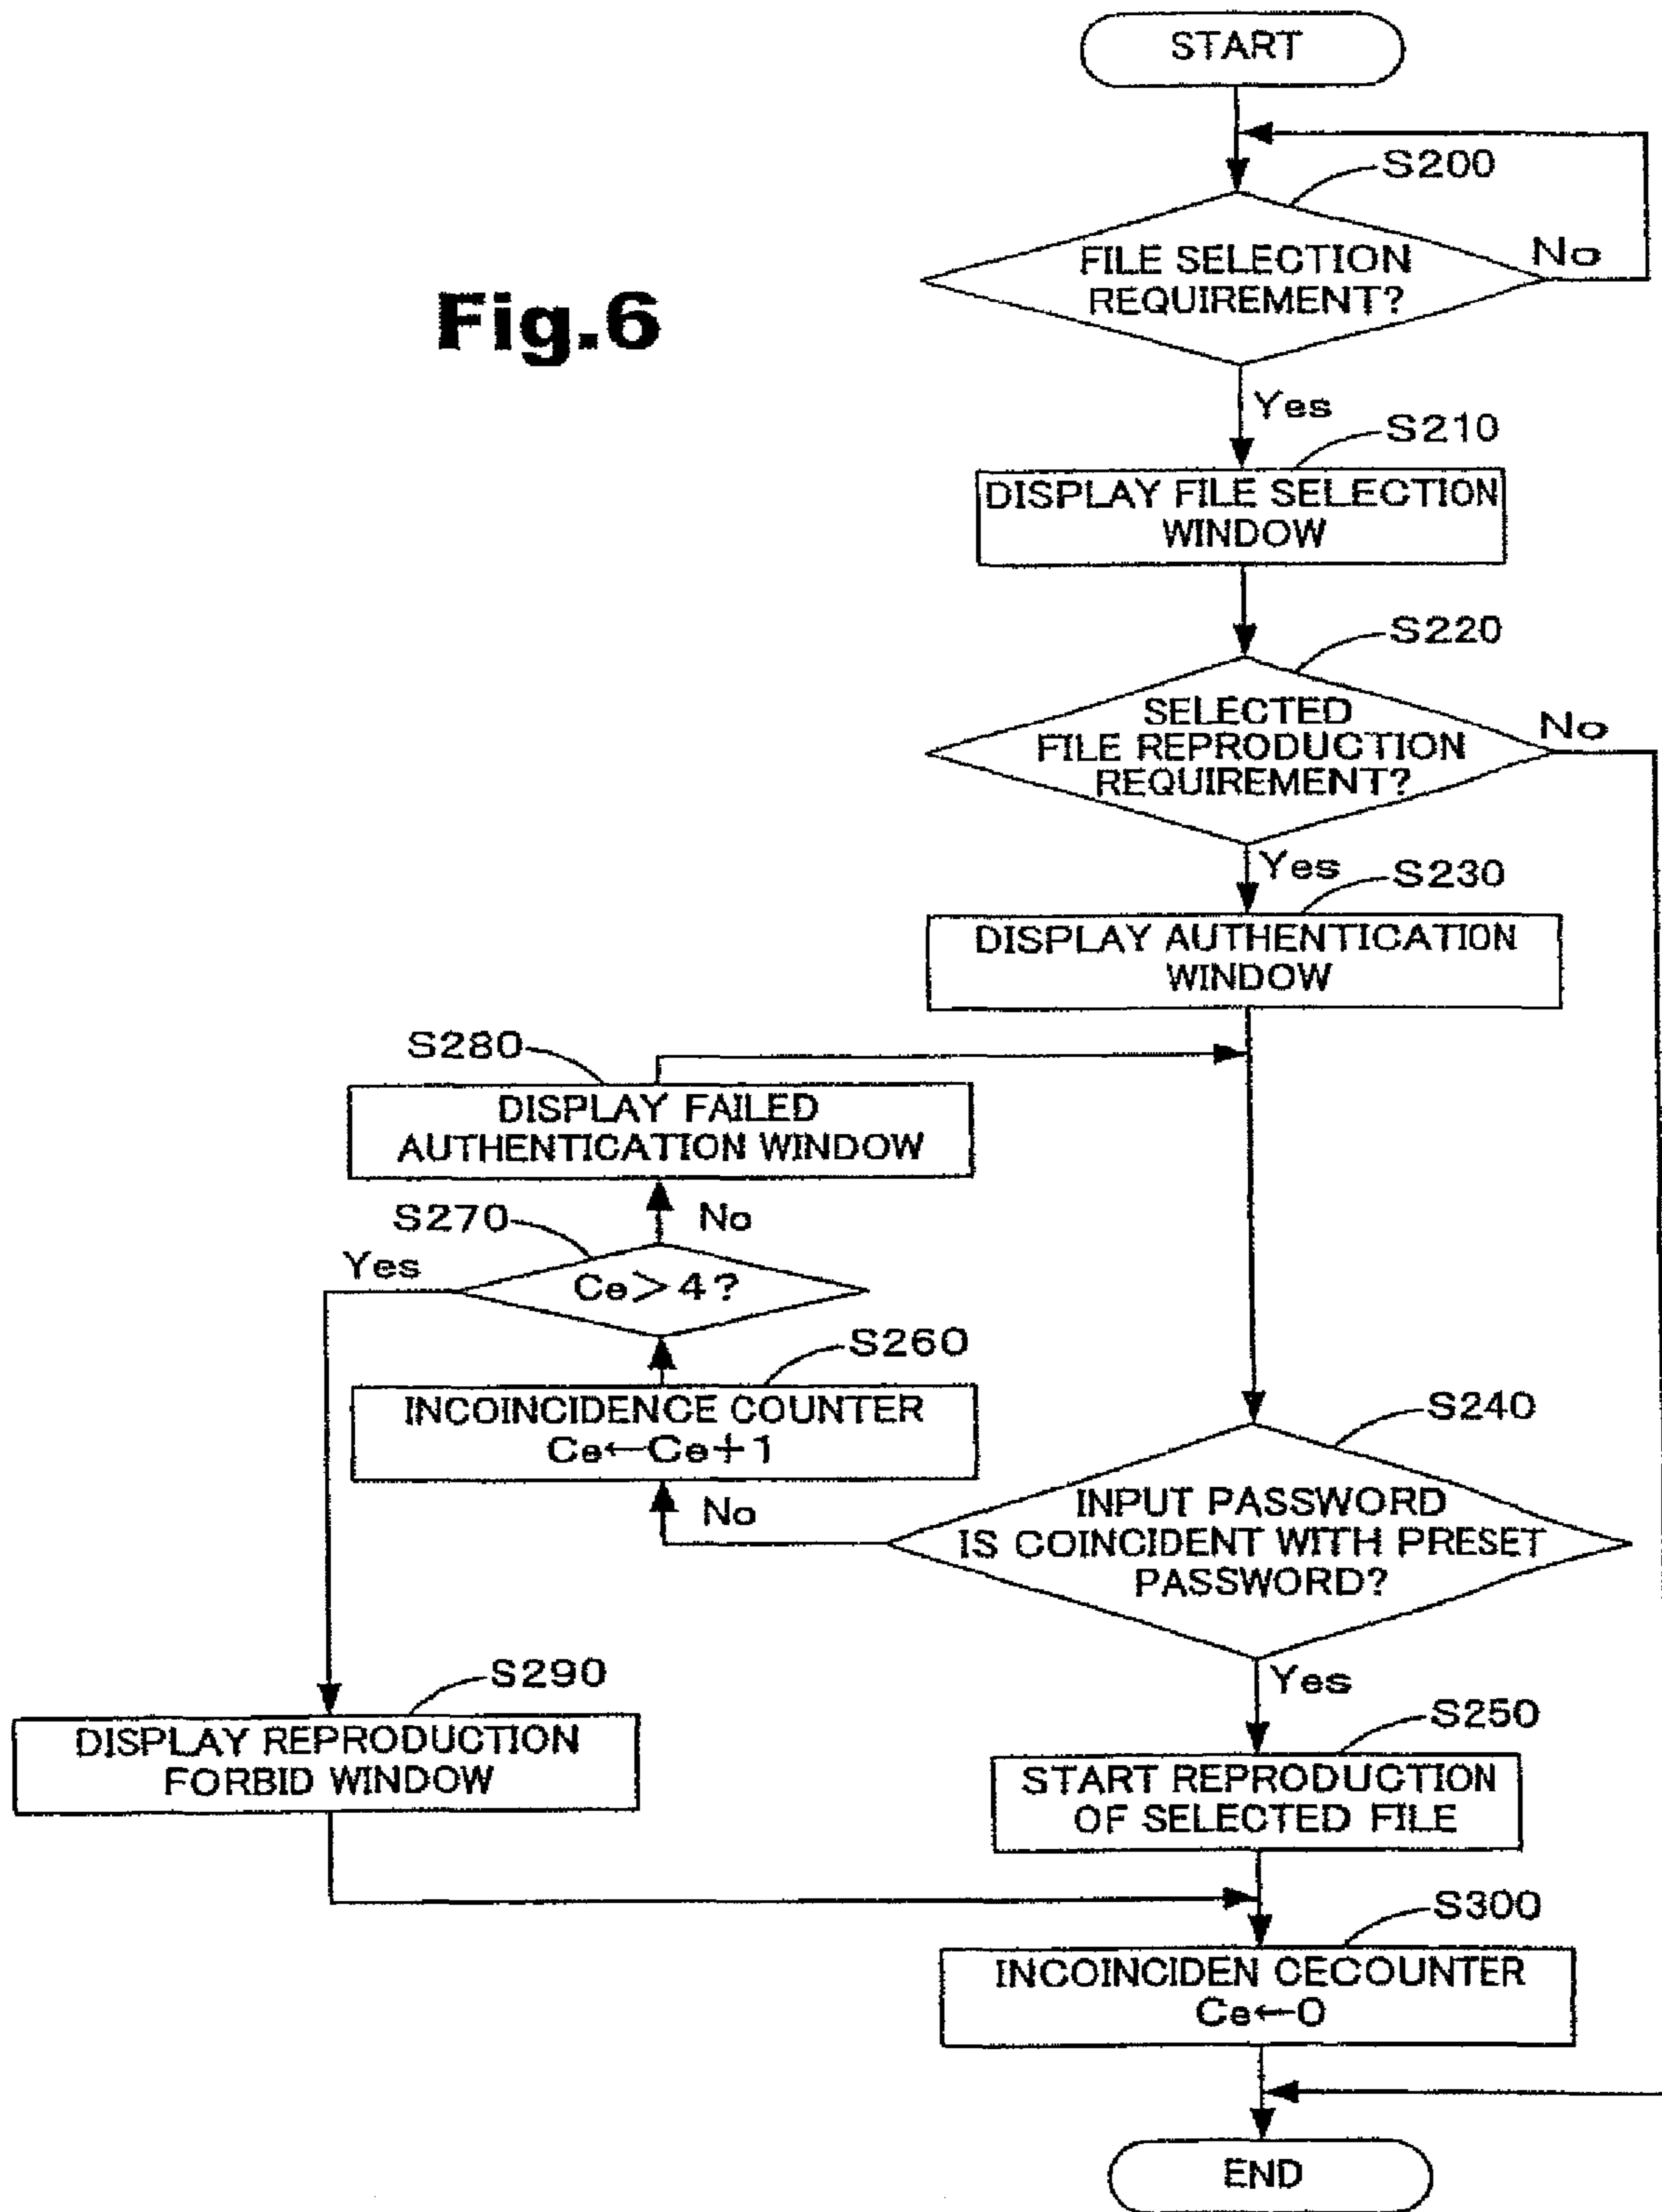 START
S200
FILE SELECTION
REQUIREMENT?
No
Fig.6
Yes
S210
DISPLAY FILE SELECTION
WINDOW
S220
SELECTED
FILE REPRODUCTION
REQUIREMENT?
No
Yes
S230
DISPLAY AUTHENTICATION
WINDOW
S280
DISPLAY FAILED
AUTHENTICATION WINDOW
S270
No
Yes
Ce>4?
S260
INCOINCIDENCE COUNTER
Ce←Ce+1
No
S240
INPUT PASSWORD
IS COINCIDENT WITH PRESET
PASSWORD?
Yes
S290
DISPLAY REPRODUCTION
FORBID WINDOW
S250
START REPRODUCTION
OF SELECTED FILE
S300
INCOINCIDEN CECOUNTER
Ce←0
END